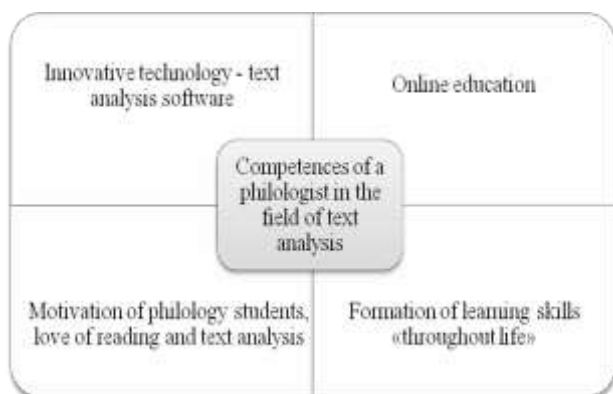 Innovative technology - text
analysis software
Online education
Competences of a
philologist in the
field of text
analysis
Motivation of philology students,
love of reading and text analysis
Formation of learning skills
«throughout life»